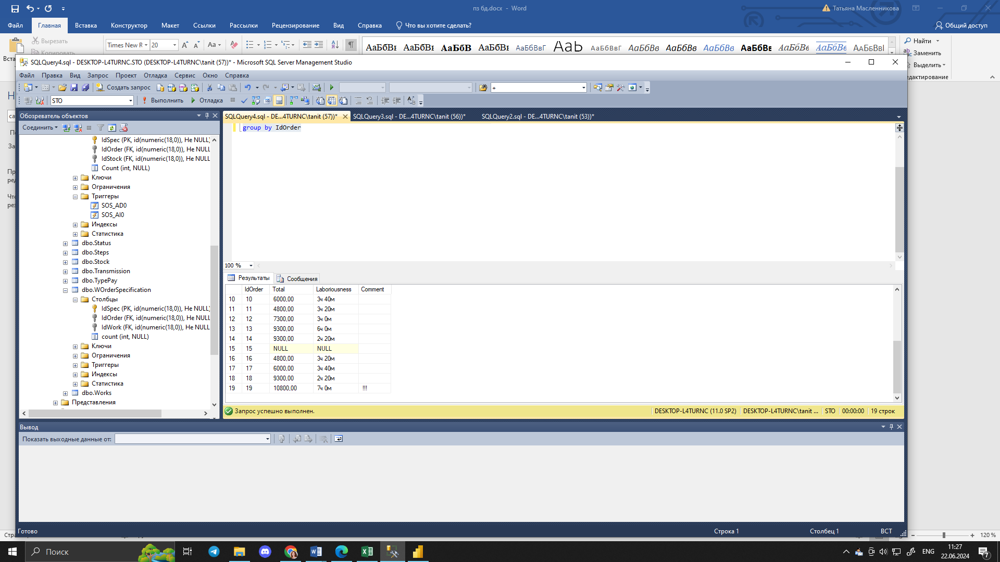 пз бд.docx - Word
Татьяна Масленникова
Файл Главная Вставка Конструктор Макет Ссылки Рассылки Рецензирование Вид Справка Что вы хотите сделать? Общий доступ
Вырезать
Копировать
Times New R 20 Аа
АаБбВ АаБбВ АаБбВ АаБбВ АаБбВвГ Ааb АаБбВвГ АаБбВв АаБбВв АаБбВв АаБбВв АаБбВв АаБбВв АаБбВвІ
Найти
Заменить
Выделить
SQLQuery4.sql - DESKTOP-L4TURNC.STO (DESKTOP-L4TURNC\tanit (57))* - Microsoft SQL Server Management Studio
Файл Правка Вид Запрос Проект Отладка Сервис Окно Справка
Создать запрос
+
STO Выполнить Отладка
Обозреватель объектов
Соединить
IdSpec (PK, id(numeric(18,0)), Не NULL)
IdOrder (FK, id(numeric(18,0)), Не NULL
IdStock (FK, id(numeric(18,0)), Не NULL
Count (int, NULL)
Ключи
Ограничения
Триггеры
SOS_AD0
SOS_AI0
Индексы
Статистика
dbo.Status
dbo.Steps
dbo.Stock
dbo.Transmission
dbo.TypePay
dbo.WOrderSpecification
Столбцы
IdSpec (PK, id(numeric(18,0)), Не NULL)
IdOrder (FK, id(numeric(18,0)), Не NULL
IdWork (FK, id(numeric(18,0)), Не NULL
count (int, NULL)
Ключи
Ограничения
Триггеры
Индексы
Статистика
dbo.Works
Представления
SQLQuery4.sql - DE...4TURNC\tanit (57))* SQLQuery3.sql - DE...4TURNC\tanit (56))* SQLQuery2.sql - DE...4TURNC\tanit (53))*
group by IdOrder
100 %
Результаты Сообщения
IdOrder Total Laboriousness Comment
10 10 6000,00 3ч 40м
11 11 4800,00 3ч 20м
12 12 7300,00 3ч 0м
13 13 9300,00 6ч 0м
14 14 9300,00 2ч 20м
15 15 NULL NULL
16 16 4800,00 3ч 20м
17 17 6000,00 3ч 40м
18 18 9300,00 2ч 20м
19 19 10800,00 7ч 0м !!!
Запрос успешно выполнен. DESKTOP-L4TURNC (11.0 SP2) DESKTOP-L4TURNC\tanit ... STO 00:00:00 19 строк
Вывод
Показать выходные данные от:
Готово Строка 1 Столбец 1 ВСТ
120 %
Поиск
ENG
11:27
22.06.2024
7